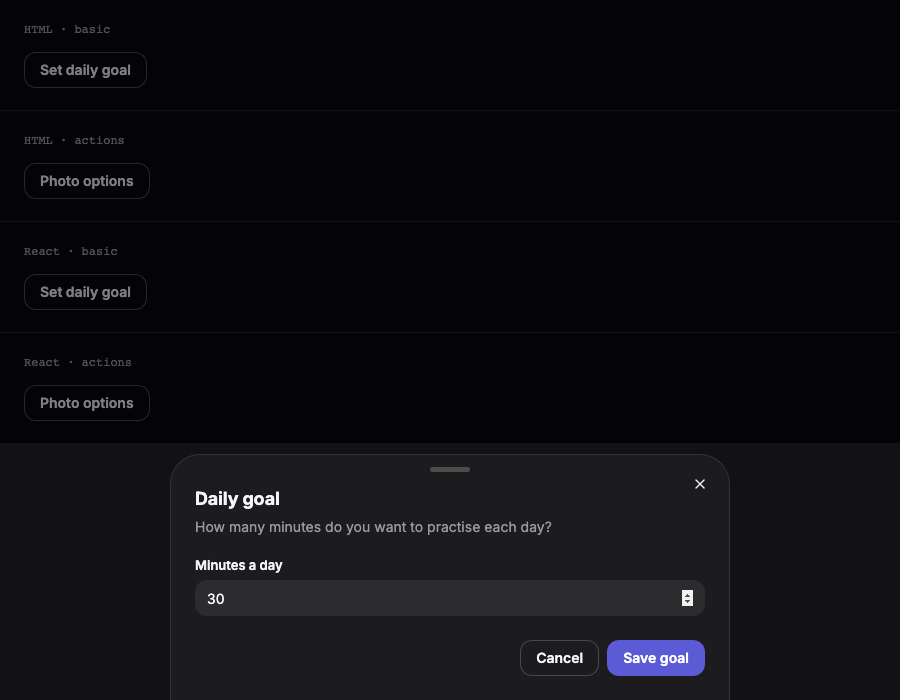 HTML · basic
Set daily goal
HTML · actions
Photo options
React · basic
Set daily goal
React · actions
Photo options
Daily goal
How many minutes do you want to practise each day?
Minutes a day
30
Cancel
Save goal